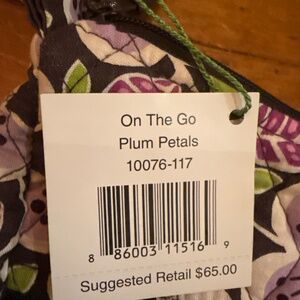 On The Go
Plum Petals
10076-117
8 86003 11516 9
Suggested Retail $65.00